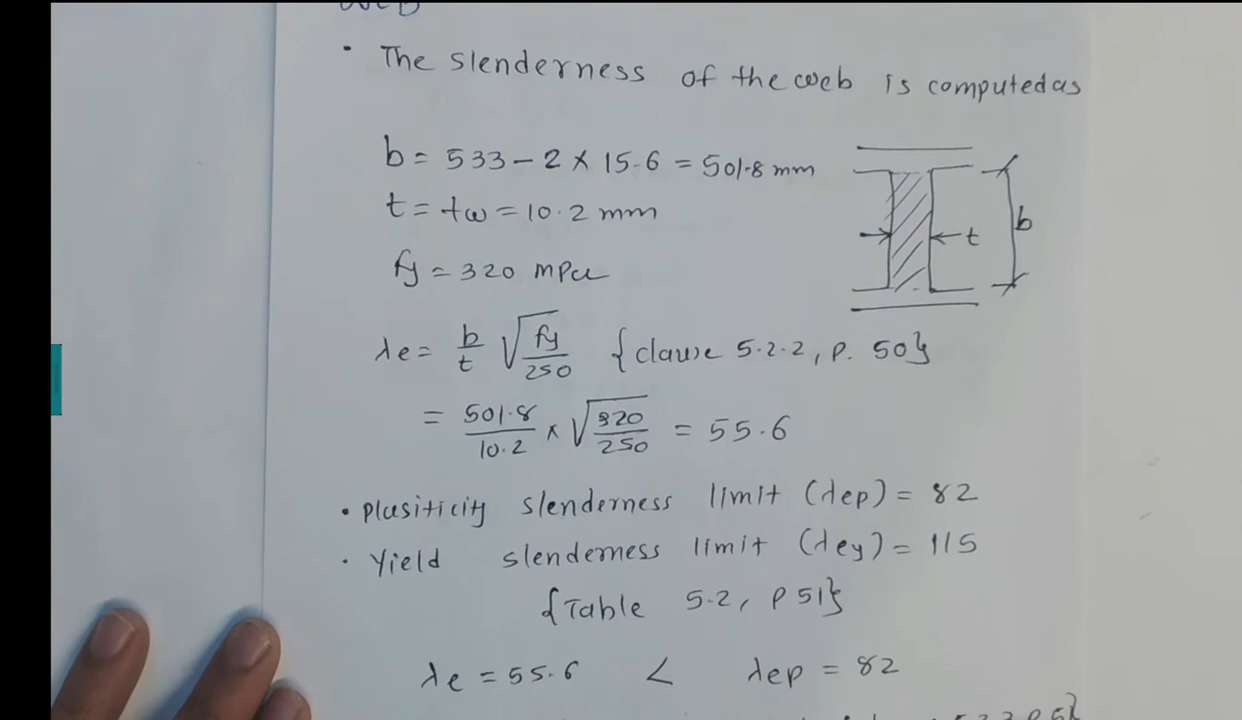 • The slenderness of the web is computed as
b = 533 - 2 × 15.6 = 501.8 mm
t = tw = 10.2 mm
b
t
fy = 320 MPa
λe = b/t √(fy/250) {clause 5.2.2, P. 50}
= 501.8/10.2 × √(320/250) = 55.6
• Plasiticity slenderness limit (λep) = 82
• Yield slenderness limit (λey) = 115
{Table 5.2, P 51}
λe = 55.6 < λep = 82